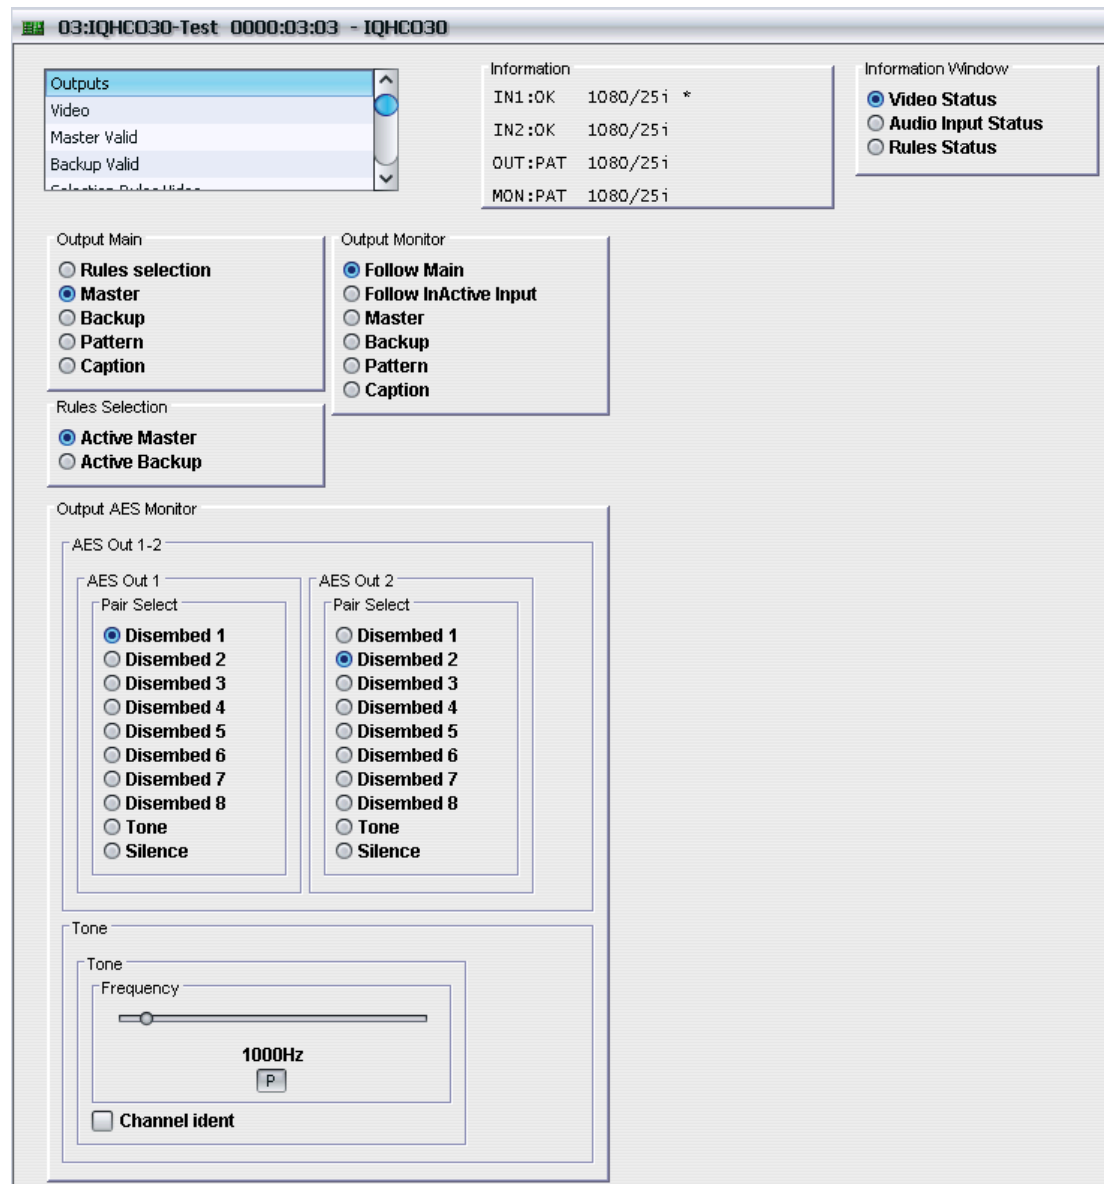 03:IQHCO30-Test 0000:03:03 - IQHCO30
Outputs
Video
Master Valid
Backup Valid
Information
IN1:OK 1080/25i *
IN2:OK 1080/25i
OUT:PAT 1080/25i
MON:PAT 1080/25i
Information Window
Video Status
Audio Input Status
Rules Status
Output Main
Rules selection
Master
Backup
Pattern
Caption
Output Monitor
Follow Main
Follow InActive Input
Master
Backup
Pattern
Caption
Rules Selection
Active Master
Active Backup
Output AES Monitor
AES Out 1-2
AES Out 1
Pair Select
Disembed 1
Disembed 2
Disembed 3
Disembed 4
Disembed 5
Disembed 6
Disembed 7
Disembed 8
Tone
Silence
AES Out 2
Pair Select
Disembed 1
Disembed 2
Disembed 3
Disembed 4
Disembed 5
Disembed 6
Disembed 7
Disembed 8
Tone
Silence
Tone
Tone
Frequency
1000Hz
P
Channel ident